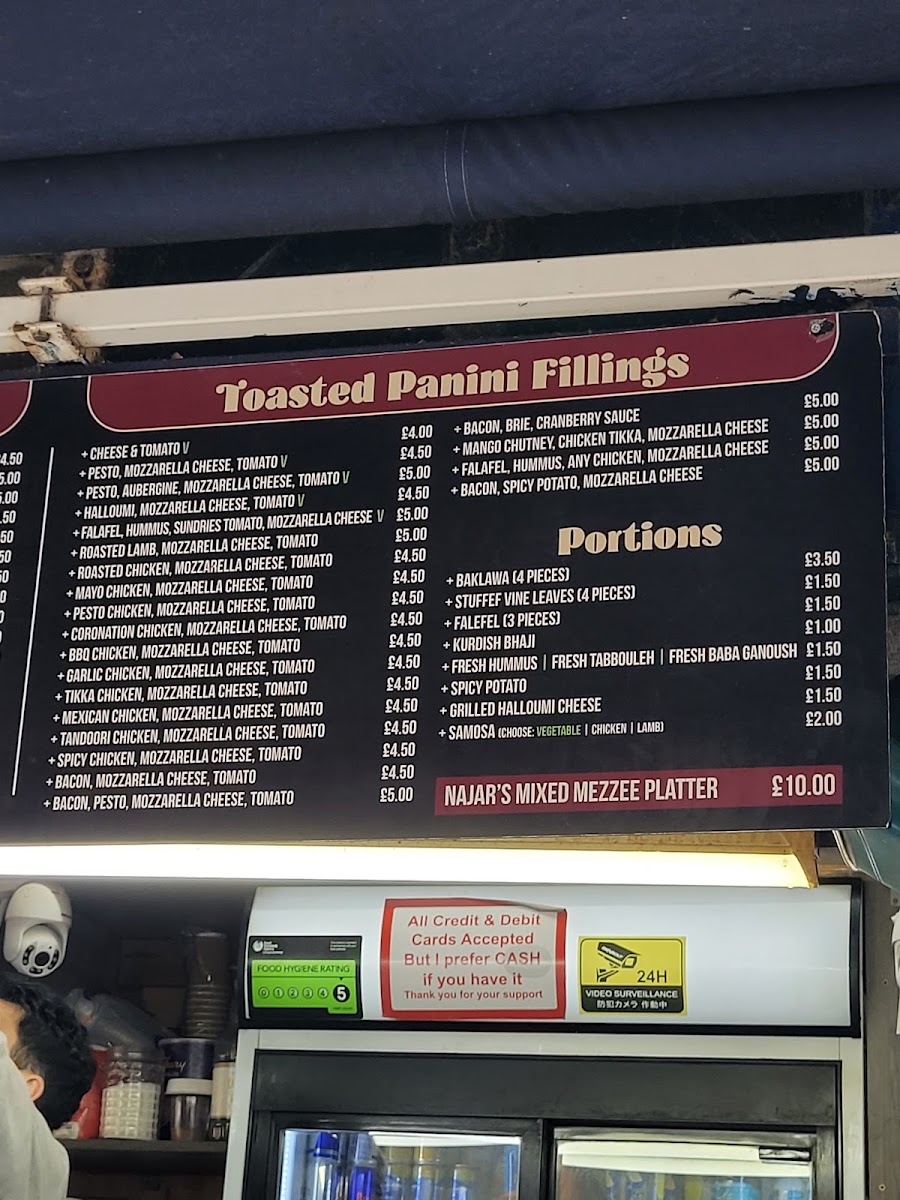 Toasted Panini Fillings
+ CHEESE & TOMATO V £4.00
+ PESTO, MOZZARELLA CHEESE, TOMATO V £4.50
+ PESTO, AUBERGINE, MOZZARELLA CHEESE, TOMATO V £5.00
+ HALLOUMI, MOZZARELLA CHEESE, TOMATO V £4.50
+ FALAFEL, HUMMUS, SUNDRIES TOMATO, MOZZARELLA CHEESE V £5.00
+ ROASTED LAMB, MOZZARELLA CHEESE, TOMATO £5.00
+ ROASTED CHICKEN, MOZZARELLA CHEESE, TOMATO £4.50
+ MAYO CHICKEN, MOZZARELLA CHEESE, TOMATO £4.50
+ PESTO CHICKEN, MOZZARELLA CHEESE, TOMATO £4.50
+ CORONATION CHICKEN, MOZZARELLA CHEESE, TOMATO £4.50
+ BBQ CHICKEN, MOZZARELLA CHEESE, TOMATO £4.50
+ GARLIC CHICKEN, MOZZARELLA CHEESE, TOMATO £4.50
+ TIKKA CHICKEN, MOZZARELLA CHEESE, TOMATO £4.50
+ MEXICAN CHICKEN, MOZZARELLA CHEESE, TOMATO £4.50
+ TANDOORI CHICKEN, MOZZARELLA CHEESE, TOMATO £4.50
+ SPICY CHICKEN, MOZZARELLA CHEESE, TOMATO £4.50
+ BACON, MOZZARELLA CHEESE, TOMATO £4.50
+ BACON, PESTO, MOZZARELLA CHEESE, TOMATO £5.00
+ BACON, BRIE, CRANBERRY SAUCE £5.00
+ MANGO CHUTNEY, CHICKEN TIKKA, MOZZARELLA CHEESE £5.00
+ FALAFEL, HUMMUS, ANY CHICKEN, MOZZARELLA CHEESE £5.00
+ BACON, SPICY POTATO, MOZZARELLA CHEESE £5.00
Portions
+ BAKLAWA (4 PIECES) £3.50
+ STUFFEF VINE LEAVES (4 PIECES) £1.50
+ FALEFEL (3 PIECES) £1.50
+ KURDISH BHAJI £1.00
+ FRESH HUMMUS | FRESH TABBOULEH | FRESH BABA GANOUSH £1.50
+ SPICY POTATO £1.50
+ GRILLED HALLOUMI CHEESE £1.50
+ SAMOSA (CHOOSE: VEGETABLE | CHICKEN | LAMB) £2.00
NAJAR'S MIXED MEZZEE PLATTER £10.00
FOOD HYGIENE RATING
0 1 2 3 4 5
All Credit & Debit
Cards Accepted
But I prefer CASH
if you have it
Thank you for your support
24H
VIDEO SURVEILLANCE
防犯カメラ 作動中